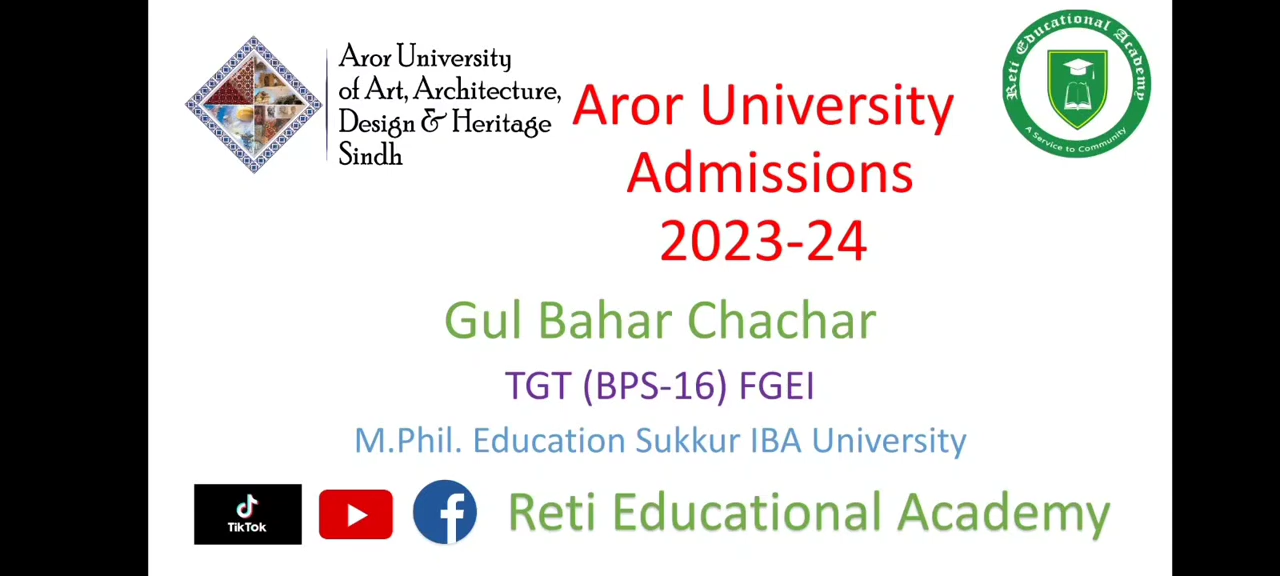 Aror University
of Art, Architecture,
Design & Heritage
Sindh
Aror University
Admissions
2023-24
Reti Educational Academy
A Service to Community
Gul Bahar Chachar
TGT (BPS-16) FGEI
M.Phil. Education Sukkur IBA University
TikTok
Reti Educational Academy